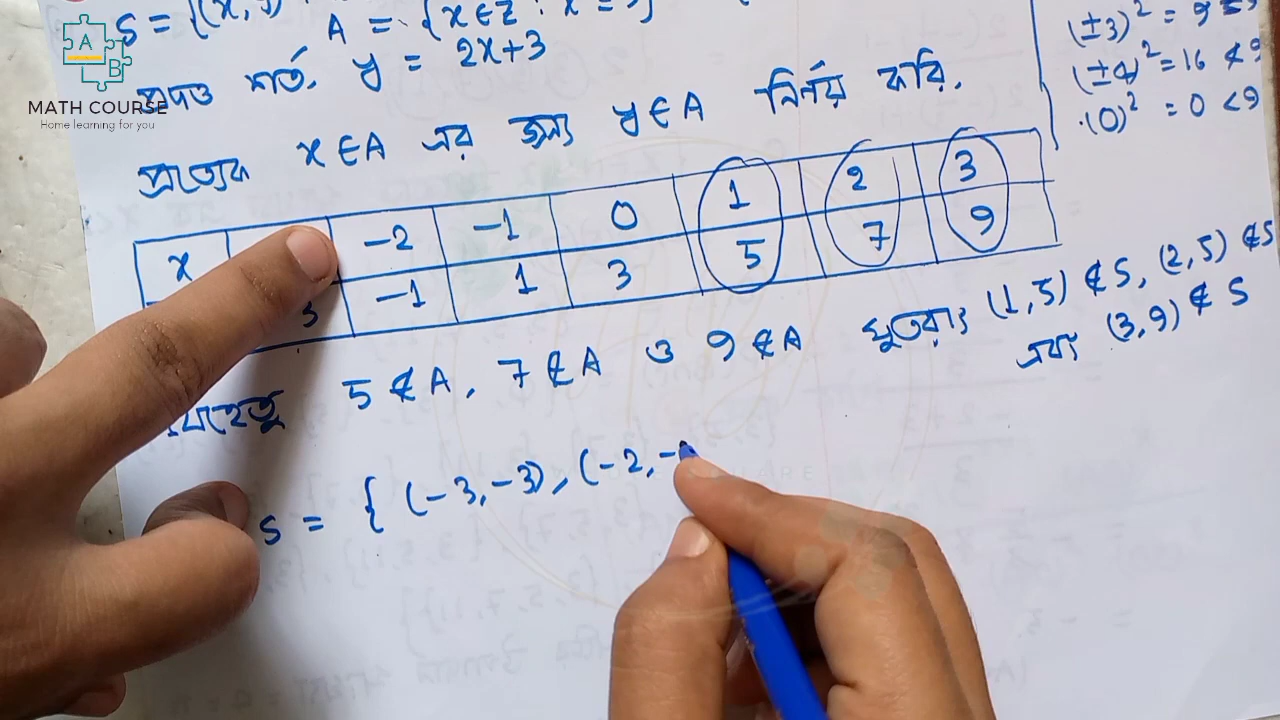 S = {(x, y)
A = {x ∈ Z : x
(±3)² = 9
প্রদত্ত শর্ত, y = 2x+3
(±4)² = 16 ≮ 9
(0)² = 0 < 9
MATH COURSE
Home learning for you
প্রত্যেক x ∈ A এর জন্য y ∈ A নির্ণয় করি.
x -2 -1 0 1 2 3
3 -1 1 3 5 7 9
যেহেতু 5 ∉ A, 7 ∉ A ও 9 ∉ A সুতরাং (1, 5) ∉ S, (2, 5) ∉ S
এবং (3, 9) ∉ S
S = { (-3, -3), (-2, -